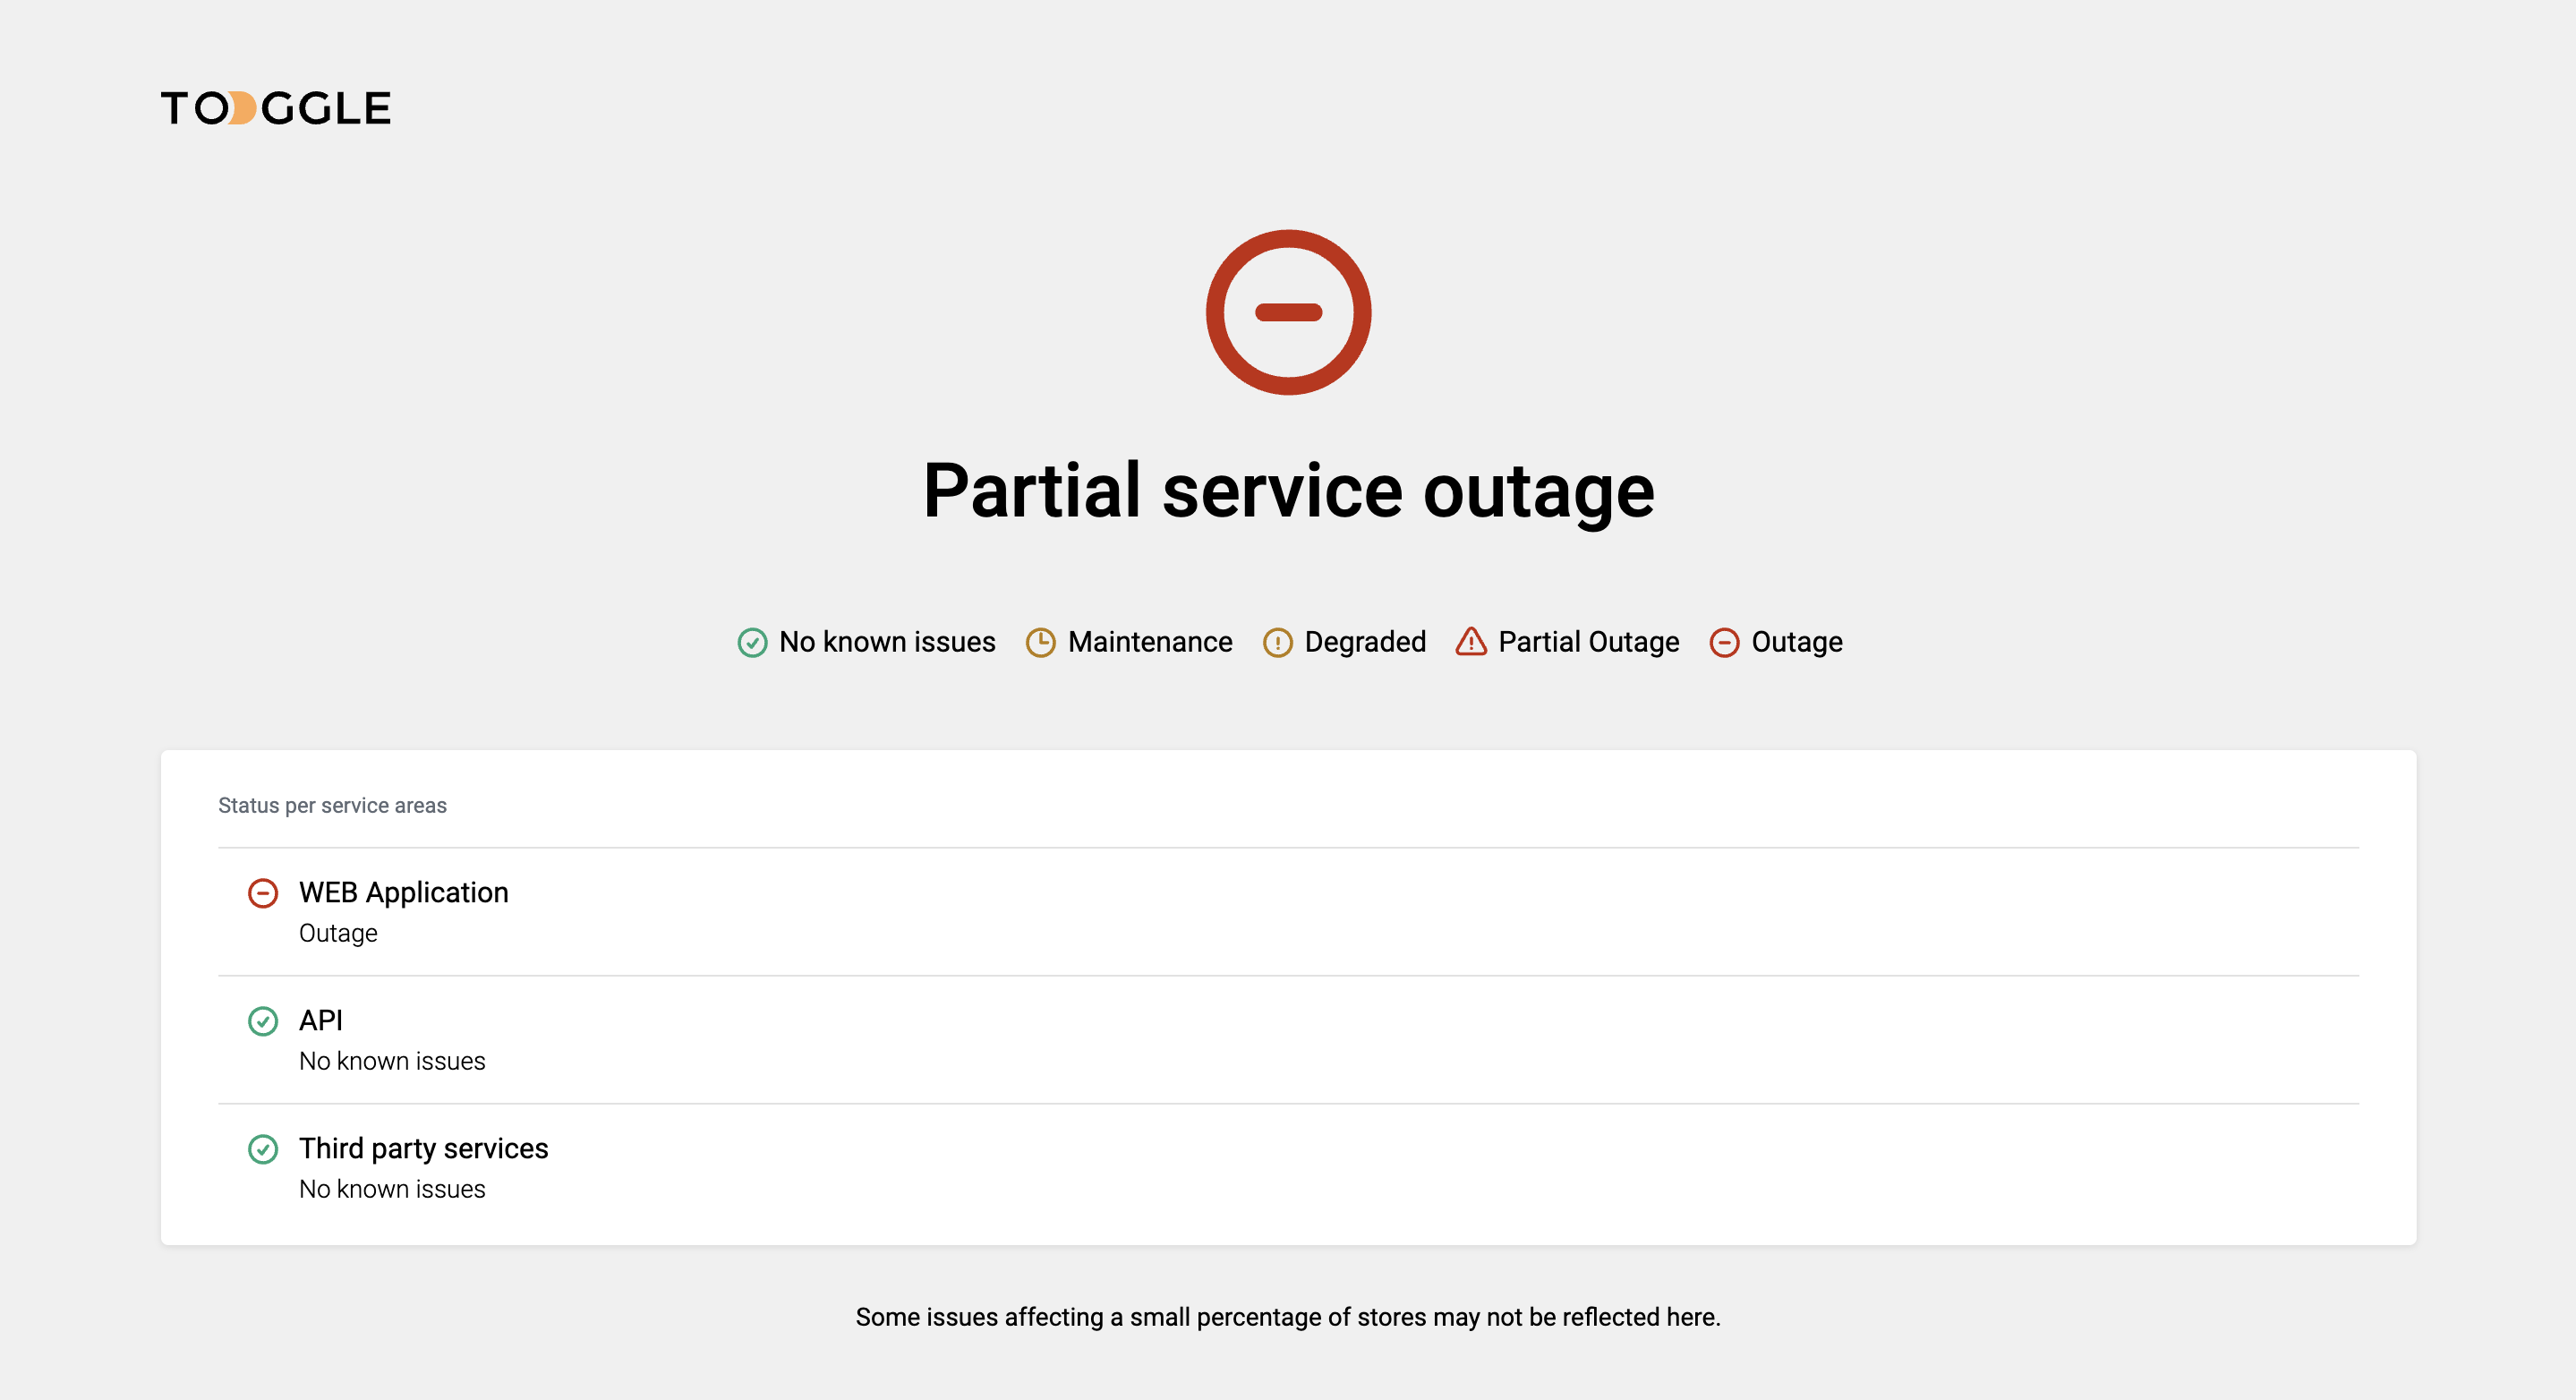 TOGGLE
Partial service outage
No known issues Maintenance Degraded Partial Outage Outage
Status per service areas
WEB Application
Outage
API
No known issues
Third party services
No known issues
Some issues affecting a small percentage of stores may not be reflected here.